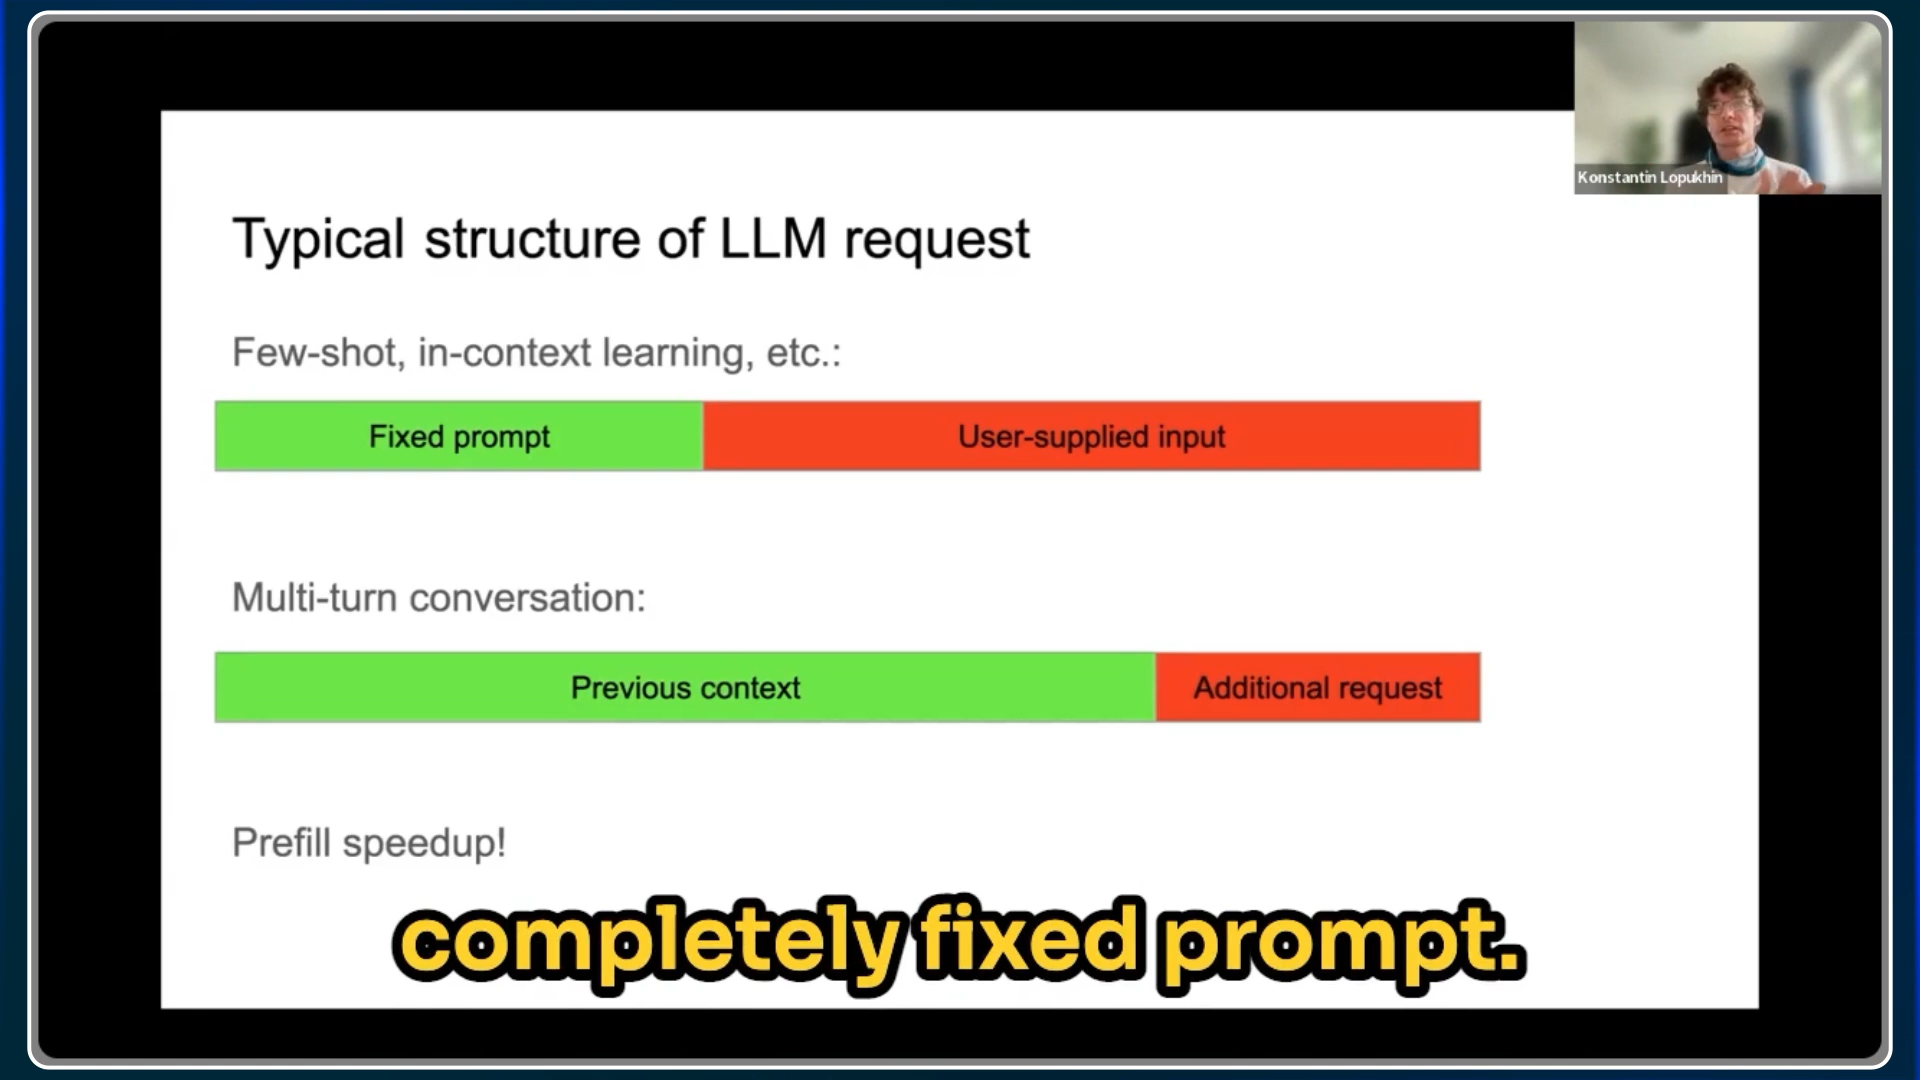 Konstantin Lopukhin
Typical structure of LLM request
Few-shot, in-context learning, etc.:
Fixed prompt User-supplied input
Multi-turn conversation:
Previous context Additional request
Prefill speedup!
completely fixed prompt.